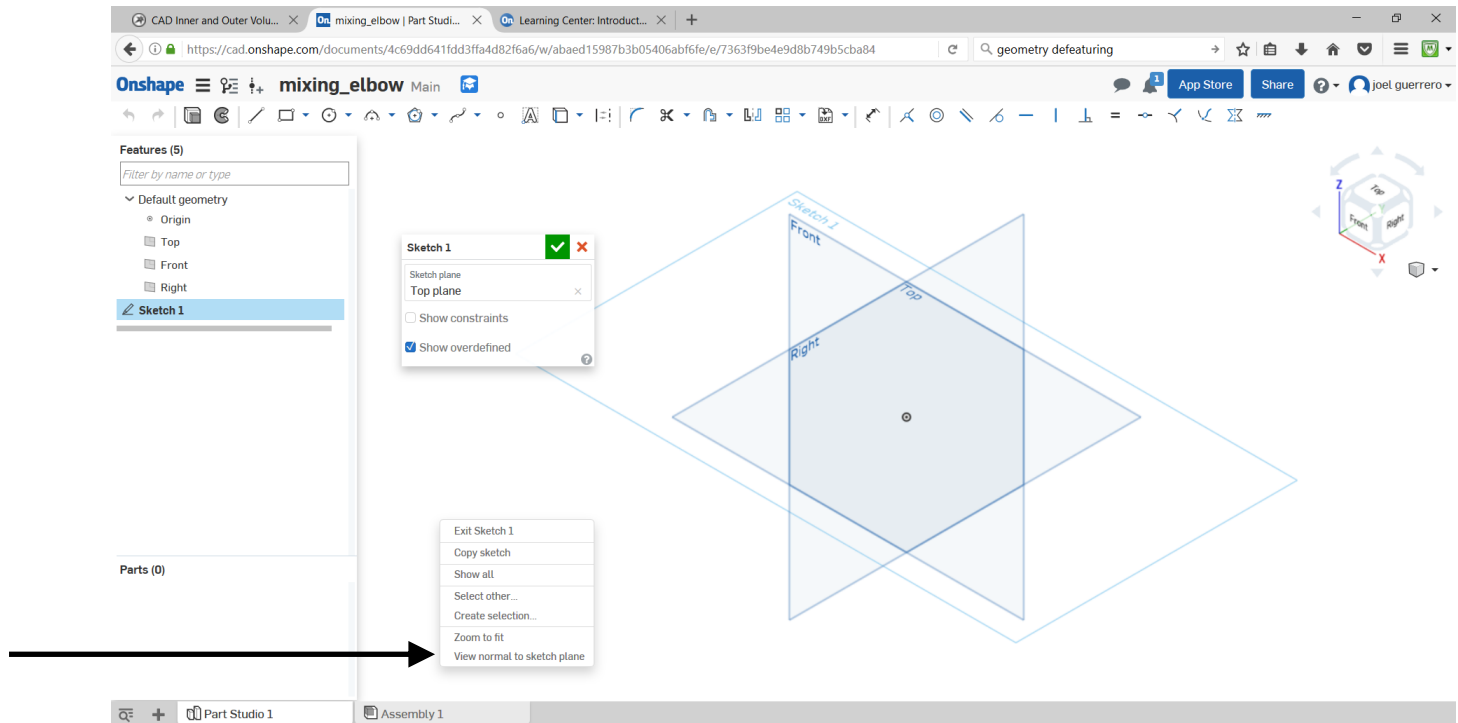 CAD Inner and Outer Volu...
mixing_elbow | Part Studi...
Learning Center: Introduct...
https://cad.onshape.com/documents/4c69dd641fdd3ffa4d82f6a6/w/abaed15987b3b05406abf6fe/e/7363f9be4e9d8b749b5cba84
geometry defeaturing
Onshape mixing_elbow Main
1 App Store Share joel guerrero
Features (5)
Filter by name or type
Default geometry
Origin
Top
Front
Right
Sketch 1
Sketch 1
Sketch plane
Top plane
Show constraints
Show overdefined
Sketch 1
Front
Top
Right
Z
Top
Front
Right
X
Exit Sketch 1
Copy sketch
Show all
Select other...
Create selection...
Zoom to fit
View normal to sketch plane
Parts (0)
Part Studio 1
Assembly 1